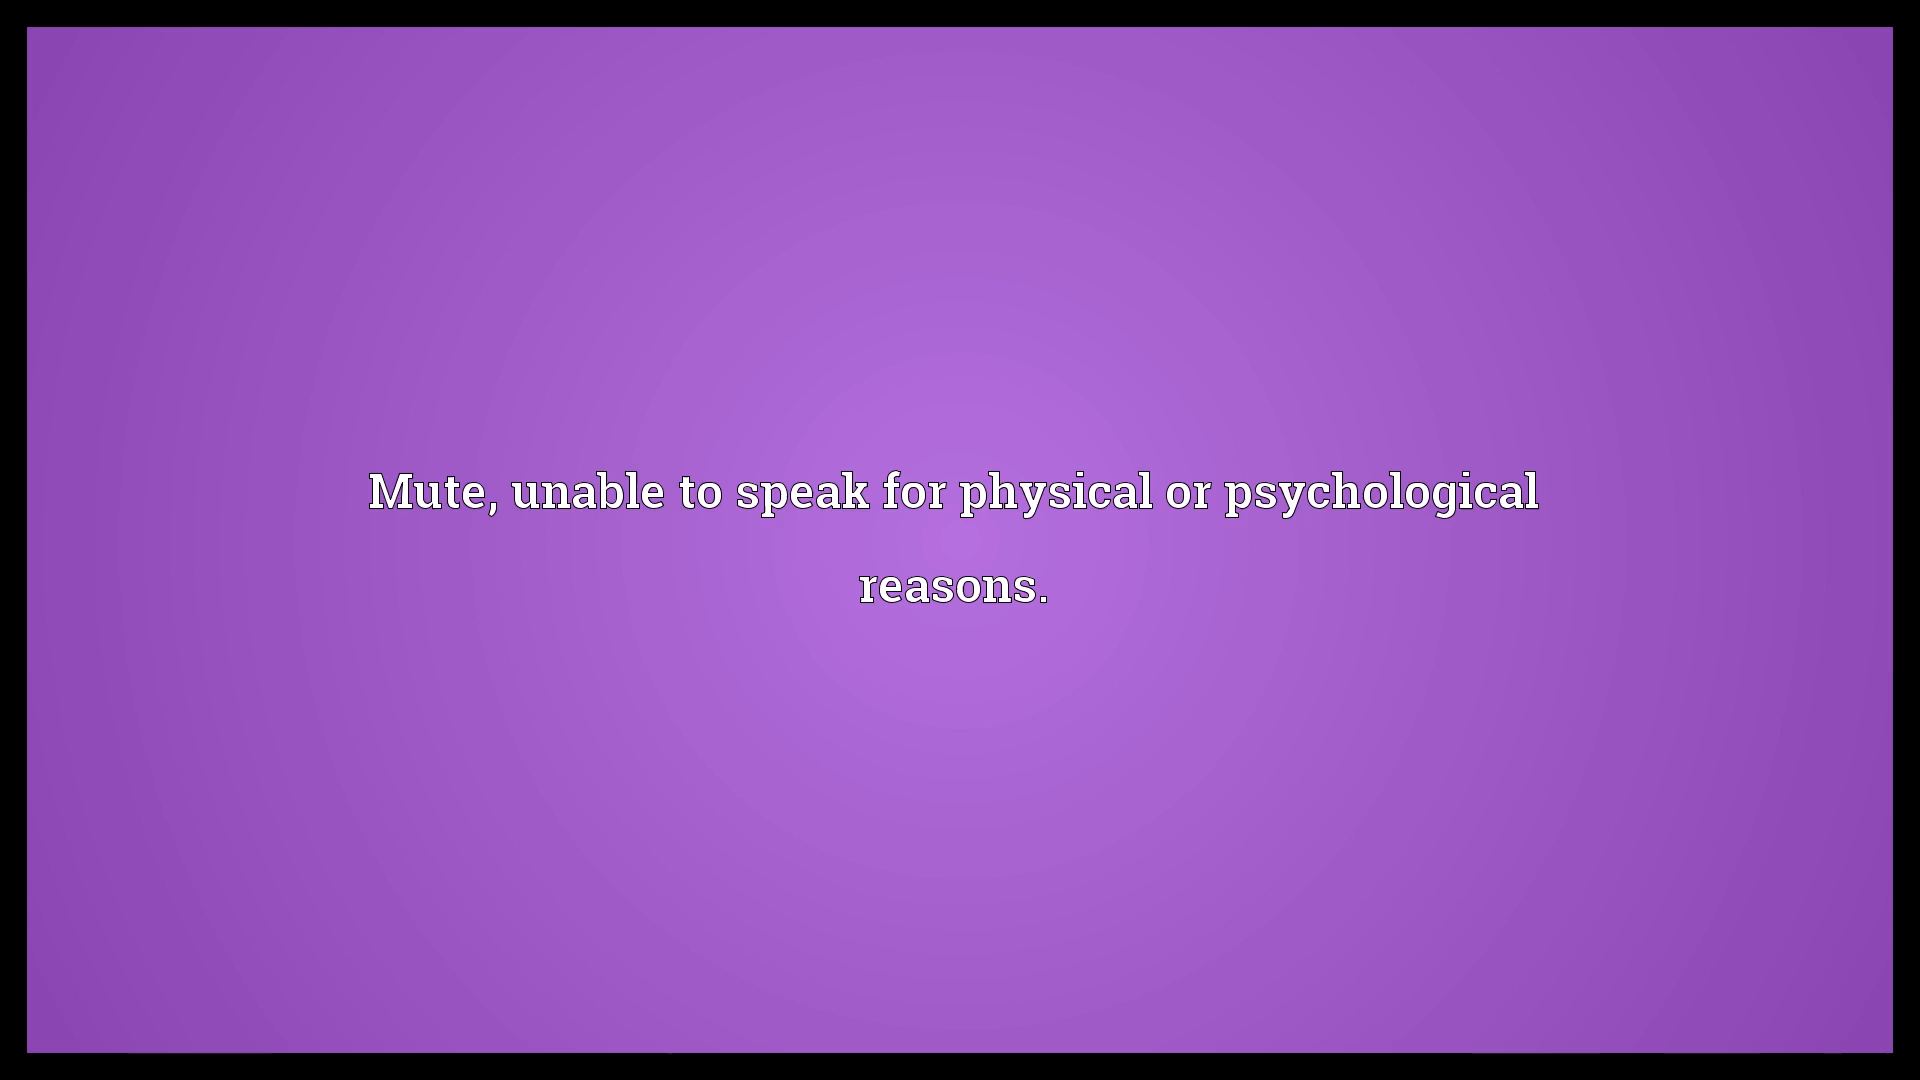 Mute, unable to speak for physical or psychological
reasons.